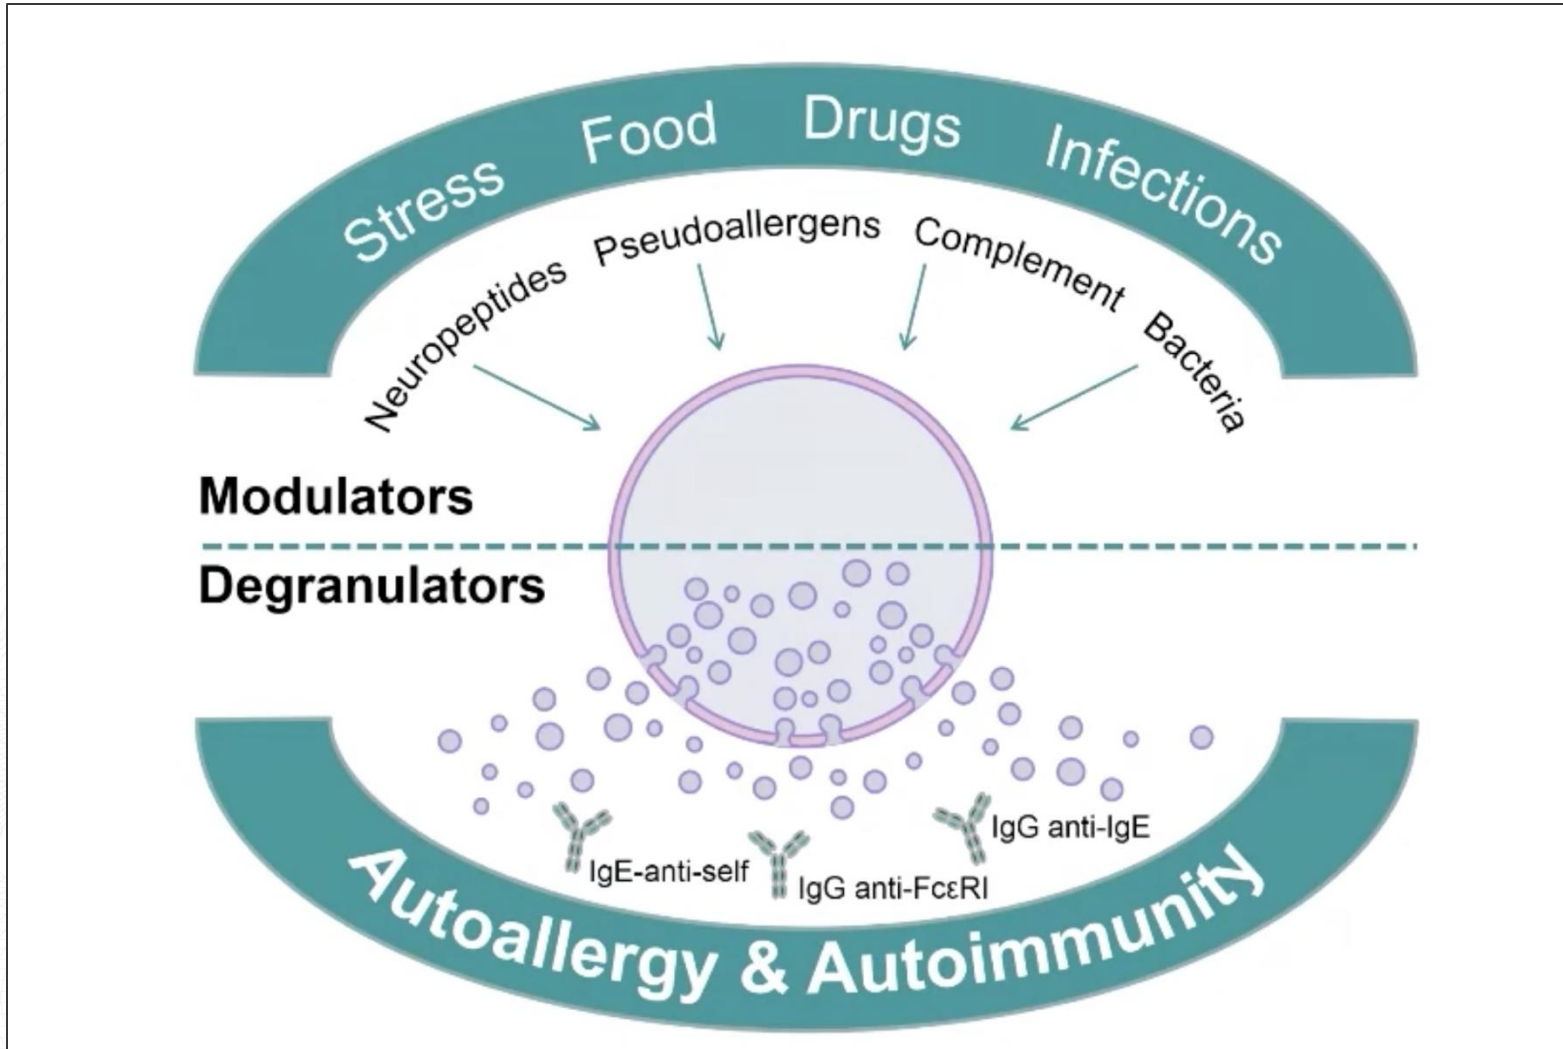 Stress Food Drugs Infections
Neuropeptides Pseudoallergens Complement Bacteria
Modulators
Degranulators
IgE-anti-self
IgG anti-FcεRI
IgG anti-IgE
Autoallergy & Autoimmunity